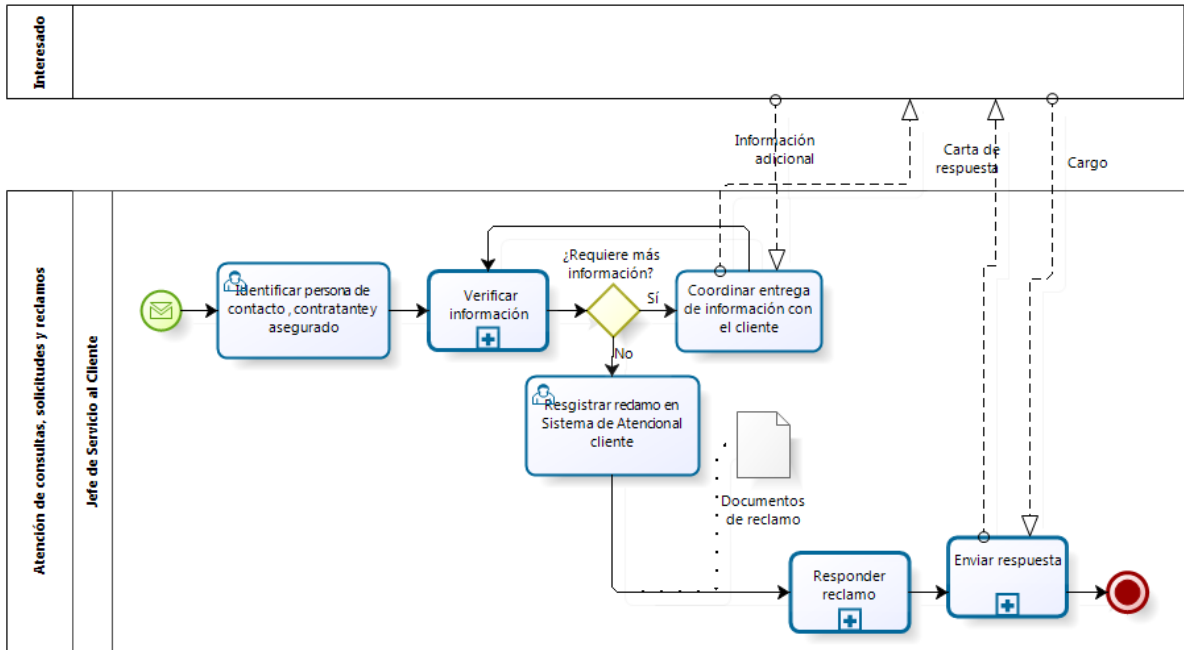 Interesado
Información
adicional
Carta de
respuesta
Cargo
Atención de consultas, solicitudes y reclamos
Jefe de Servicio al Cliente
¿Requiere más
información?
Identificar persona de
contacto , contratante y
asegurado
Verificar
información
Sí
Coordinar entrega
de información con
el cliente
No
Resgistrar reclamo en
Sistema de Atencional
cliente
Documentos
de reclamo
Responder
reclamo
Enviar respuesta